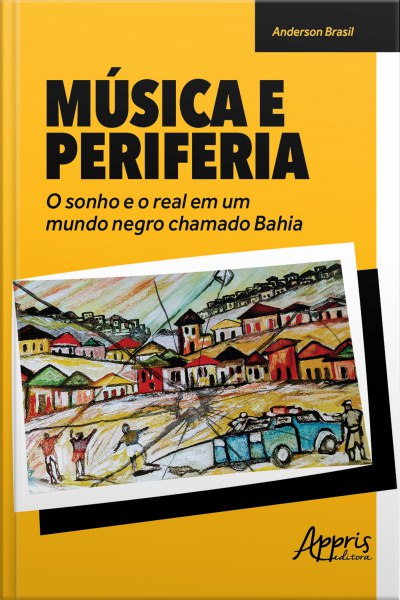 Anderson Brasil
MÚSICA E
PERIFERIA
O sonho e o real em um
mundo negro chamado Bahia
Appris
editora